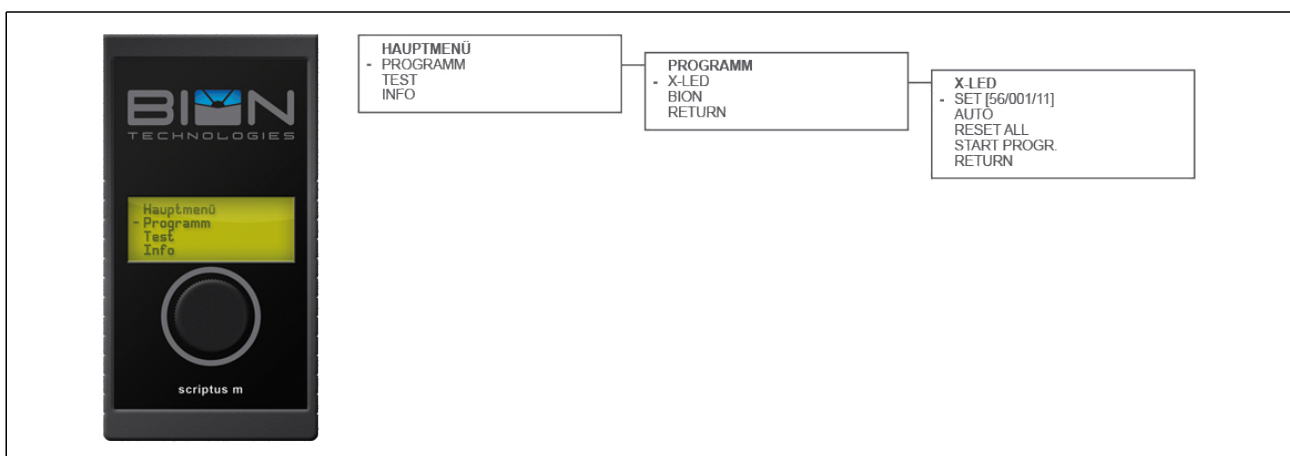 BION
TECHNOLOGIES
Hauptmenü
- Programm
Test
Info
scriptus m
HAUPTMENÜ
- PROGRAMM
TEST
INFO
PROGRAMM
- X-LED
BION
RETURN
X-LED
- SET [56/001/11]
AUTO
RESET ALL
START PROGR.
RETURN